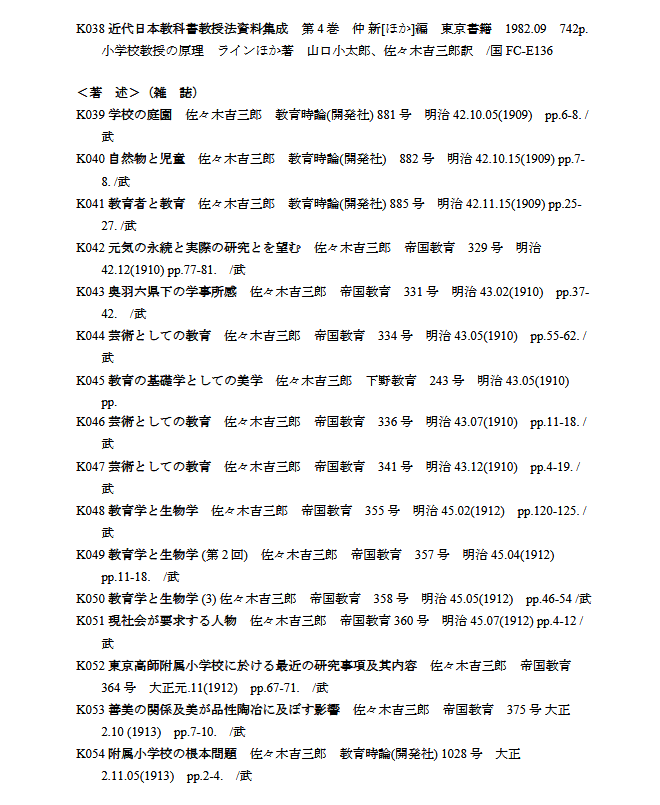 K038 近代日本教科書教授法資料集成　第４巻　仲 新[ほか]編　東京書籍　1982.09　742p.
小学校教授の原理　ラインほか著　山口小太郎、佐々木吉三郎訳　/国 FC-E136
＜著　述＞（雑　誌）
K039 学校の庭園　佐々木吉三郎　教育時論(開発社) 881 号　明治 42.10.05(1909)　pp.6-8. /
武
K040 自然物と児童　佐々木吉三郎　教育時論(開発社)　882 号　明治 42.10.15(1909) pp.7-
8. /武
K041 教育者と教育　佐々木吉三郎　教育時論(開発社) 885 号　明治 42.11.15(1909) pp.25-
27. /武
K042 元気の永続と実際の研究とを望む　佐々木吉三郎　帝国教育　329 号　明治
42.12(1910) pp.77-81.　/武
K043 奥羽六県下の学事所感　佐々木吉三郎　帝国教育　331 号　明治 43.02(1910)　pp.37-
42.　/武
K044 芸術としての教育　佐々木吉三郎　帝国教育　334 号　明治 43.05(1910)　pp.55-62. /
武
K045 教育の基礎学としての美学　佐々木吉三郎　下野教育　243 号　明治 43.05(1910)
pp.
K046 芸術としての教育　佐々木吉三郎　帝国教育　336 号　明治 43.07(1910)　pp.11-18. /
武
K047 芸術としての教育　佐々木吉三郎　帝国教育　341 号　明治 43.12(1910)　pp.4-19. /
武
K048 教育学と生物学　佐々木吉三郎　帝国教育　355 号　明治 45.02(1912)　pp.120-125. /
武
K049 教育学と生物学 (第２回)　佐々木吉三郎　帝国教育　357 号　明治 45.04(1912)
pp.11-18.　/武
K050 教育学と生物学 (3) 佐々木吉三郎　帝国教育　358 号　明治 45.05(1912)　pp.46-54 /武
K051 現社会が要求する人物　佐々木吉三郎　帝国教育 360 号　明治 45.07(1912) pp.4-12 /
武
K052 東京高師附属小学校に於ける最近の研究事項及其内容　佐々木吉三郎　帝国教育
364 号　大正元.11(1912)　pp.67-71.　/武
K053 善美の関係及美が品性陶冶に及ぼす影響　佐々木吉三郎　帝国教育　375 号 大正
2.10 (1913)　pp.7-10.　/武
K054 附属小学校の根本問題　佐々木吉三郎　教育時論(開発社) 1028 号　大正
2.11.05(1913)　pp.2-4.　/武